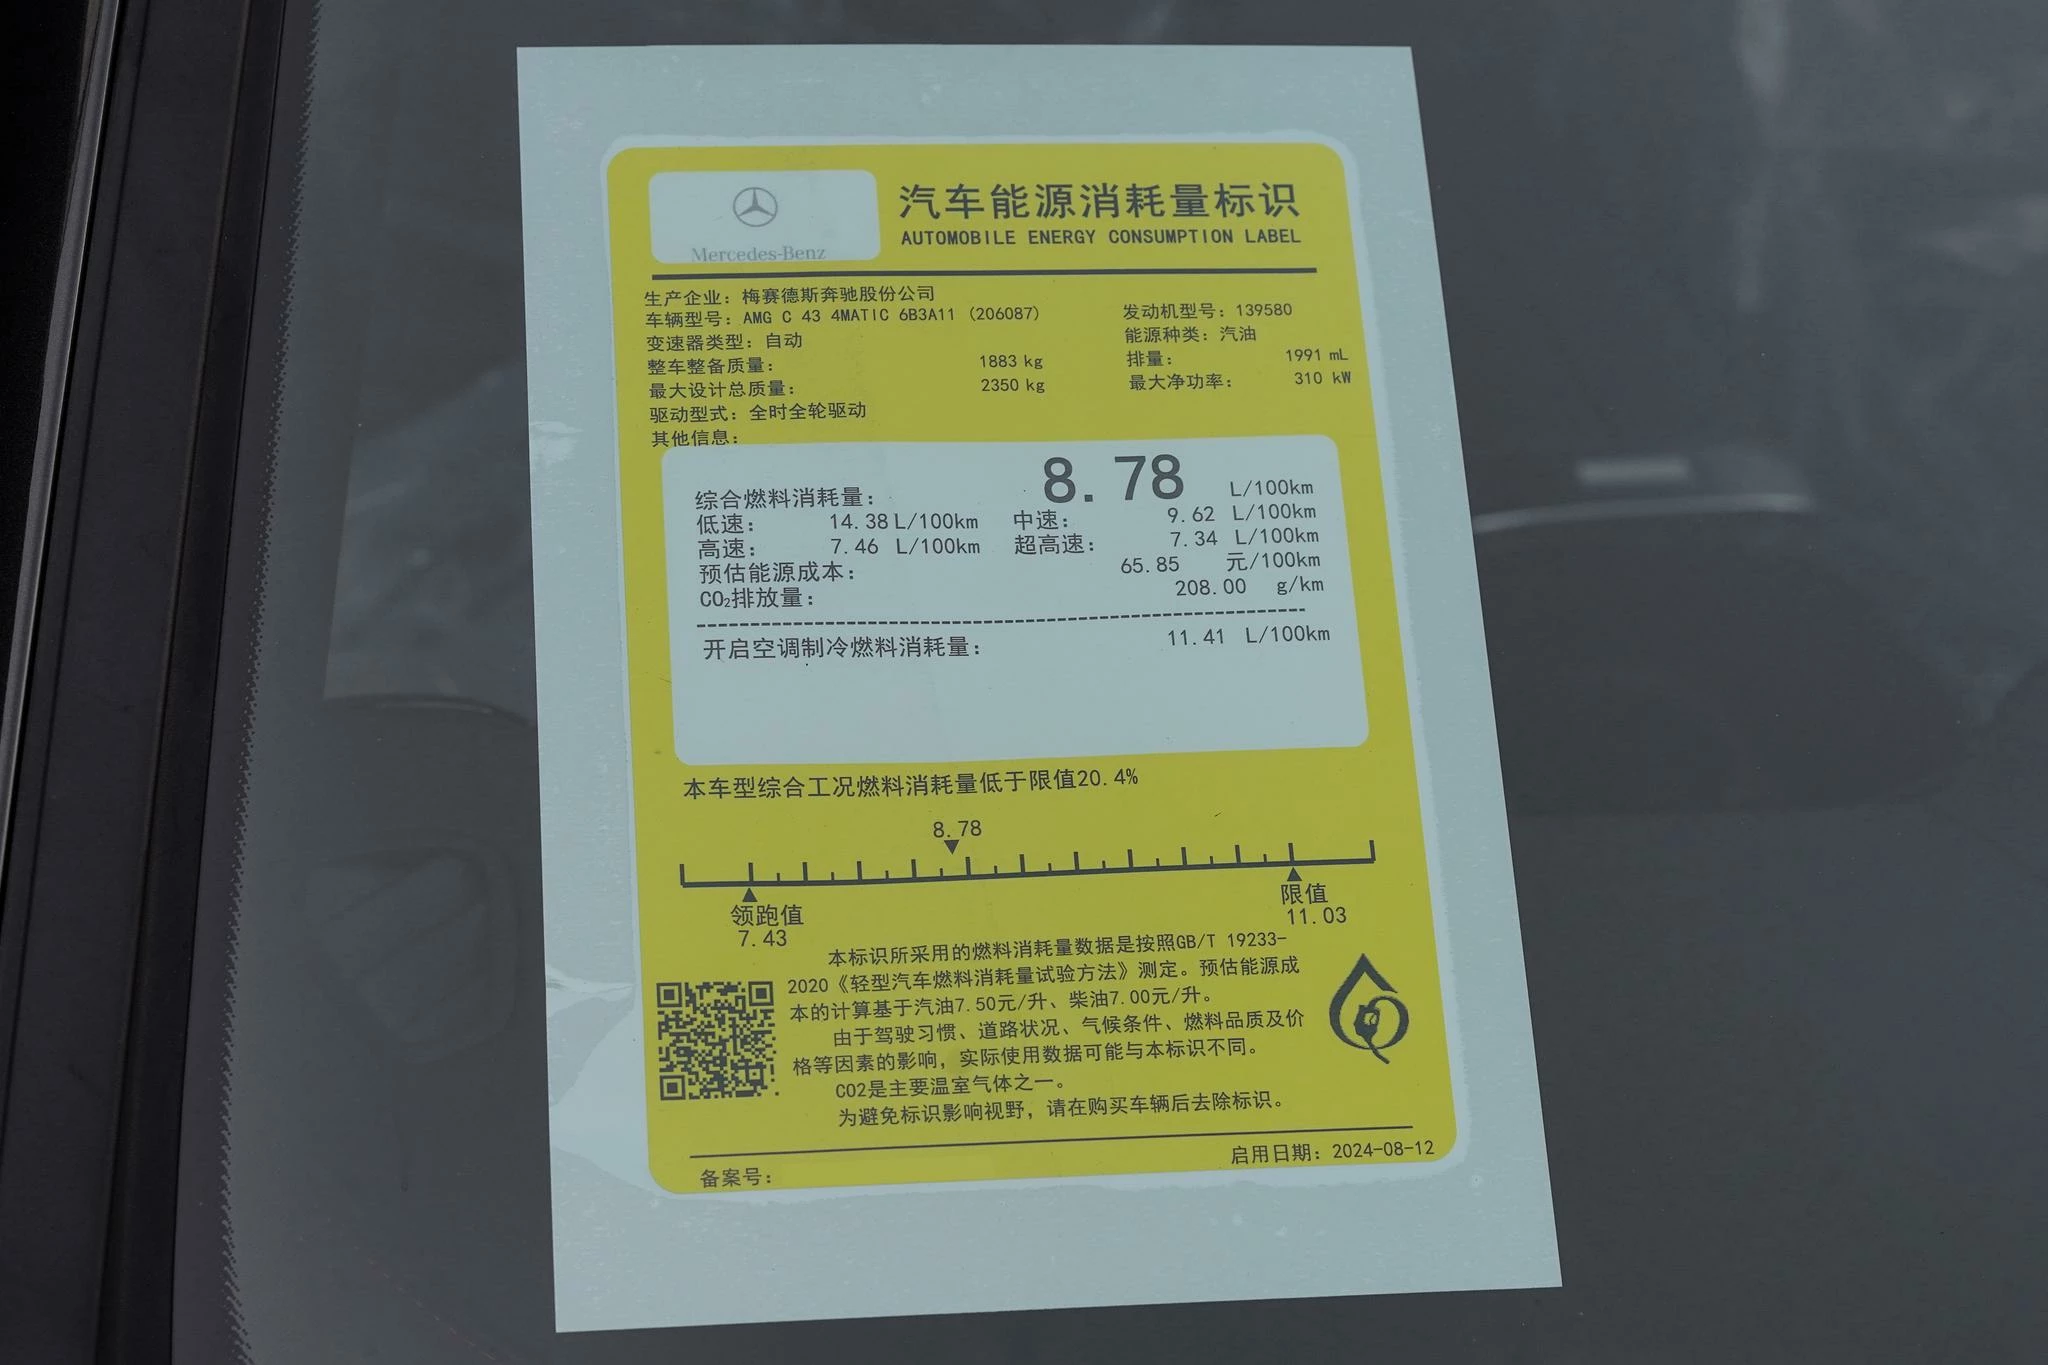 Mercedes-Benz
汽车能源消耗量标识
AUTOMOBILE ENERGY CONSUMPTION LABEL
生产企业：梅赛德斯奔驰股份公司
车辆型号：AMG C 43 4MATIC 6B3A11 (206087)
发动机型号：139580
变速器类型：自动
能源种类：汽油
整车整备质量： 1883 kg
排量： 1991 mL
最大设计总质量： 2350 kg
最大净功率： 310 kW
驱动型式：全时全轮驱动
其他信息：
综合燃料消耗量： 8.78 L/100km
低速： 14.38 L/100km 中速： 9.62 L/100km
高速： 7.46 L/100km 超高速： 7.34 L/100km
预估能源成本： 65.85 元/100km
CO₂排放量： 208.00 g/km
开启空调制冷燃料消耗量： 11.41 L/100km
本车型综合工况燃料消耗量低于限值20.4%
8.78
领跑值
7.43
限值
11.03
本标识所采用的燃料消耗量数据是按照GB/T 19233-
2020《轻型汽车燃料消耗量试验方法》测定。预估能源成
本的计算基于汽油7.50元/升、柴油7.00元/升。
由于驾驶习惯、道路状况、气候条件、燃料品质及价
格等因素的影响，实际使用数据可能与本标识不同。
CO2是主要温室气体之一。
为避免标识影响视野，请在购买车辆后去除标识。
备案号：
启用日期：2024-08-12